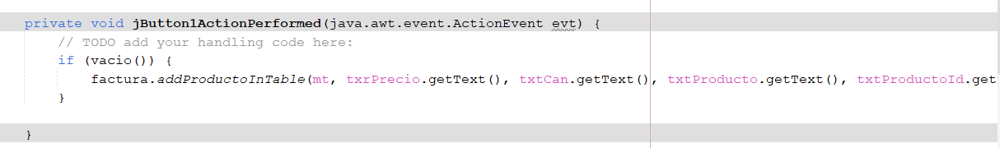 private void jButton1ActionPerformed(java.awt.event.ActionEvent evt) {
// TODO add your handling code here:
if (vacio()) {
factura.addProductoInTable(mt, txrPrecio.getText(), txtCan.getText(), txtProducto.getText(), txtProductoId.get
}
}